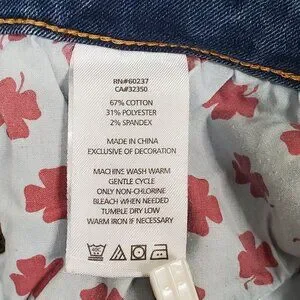 RN#60237
CA#32350
67% COTTON
31% POLYESTER
2% SPANDEX
MADE IN CHINA
EXCLUSIVE OF DECORATION
MACHINE WASH WARM
GENTLE CYCLE
ONLY NON-CHLORINE
BLEACH WHEN NEEDED
TUMBLE DRY LOW
WARM IRON IF NECESSARY